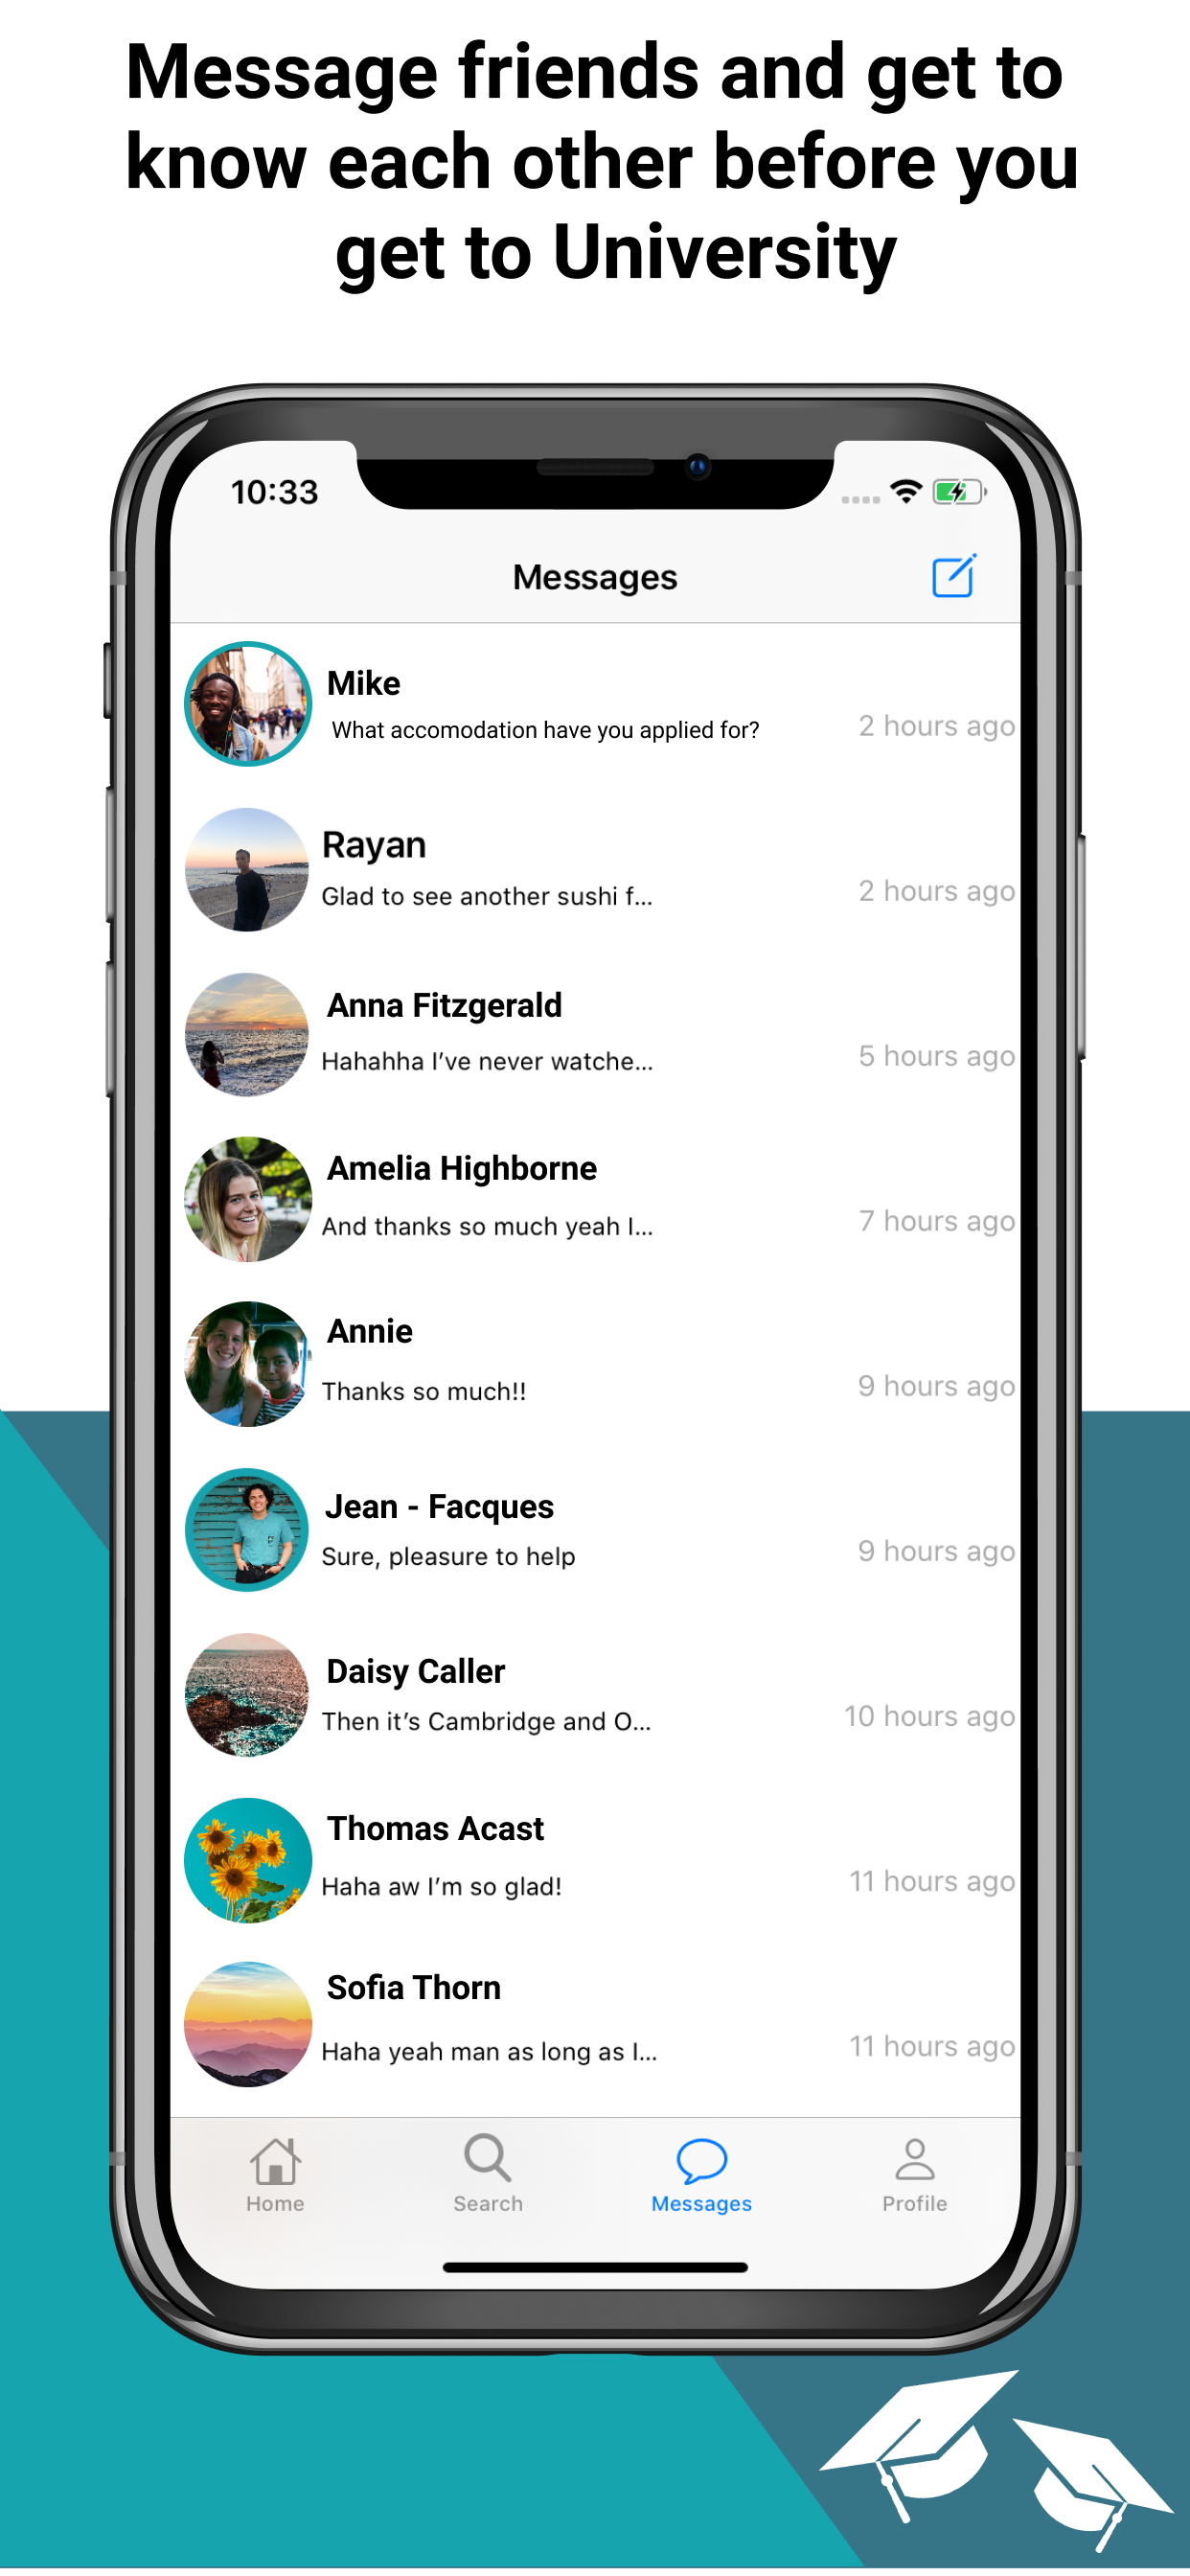 Message friends and get to
know each other before you
get to University
10:33
Messages
Mike
What accomodation have you applied for?
2 hours ago
Rayan
Glad to see another sushi f...
2 hours ago
Anna Fitzgerald
Hahahha I've never watche...
5 hours ago
Amelia Highborne
And thanks so much yeah I...
7 hours ago
Annie
Thanks so much!!
9 hours ago
Jean - Facques
Sure, pleasure to help
9 hours ago
Daisy Caller
Then it's Cambridge and O...
10 hours ago
Thomas Acast
Haha aw I'm so glad!
11 hours ago
Sofia Thorn
Haha yeah man as long as I...
11 hours ago
Home
Search
Messages
Profile